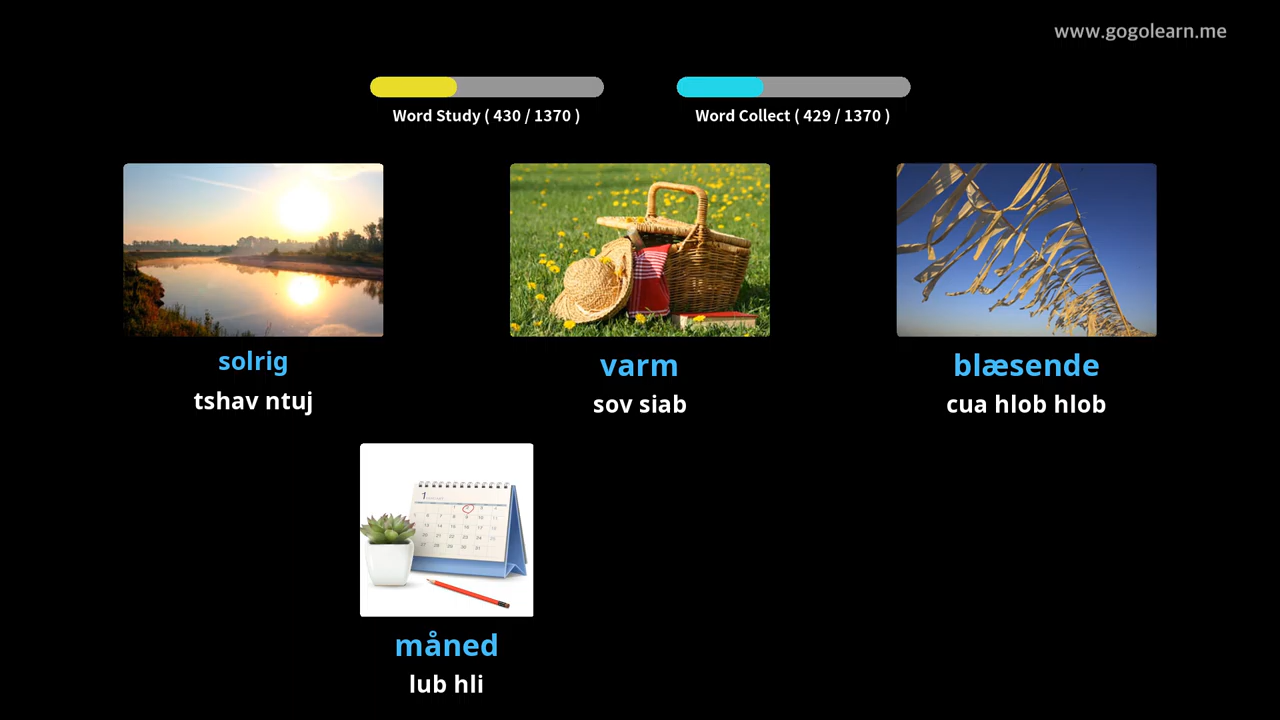 www.gogolearn.me
Word Study ( 430 / 1370 )
Word Collect ( 429 / 1370 )
solrig
varm
blæsende
tshav ntuj
sov siab
cua hlob hlob
måned
lub hli